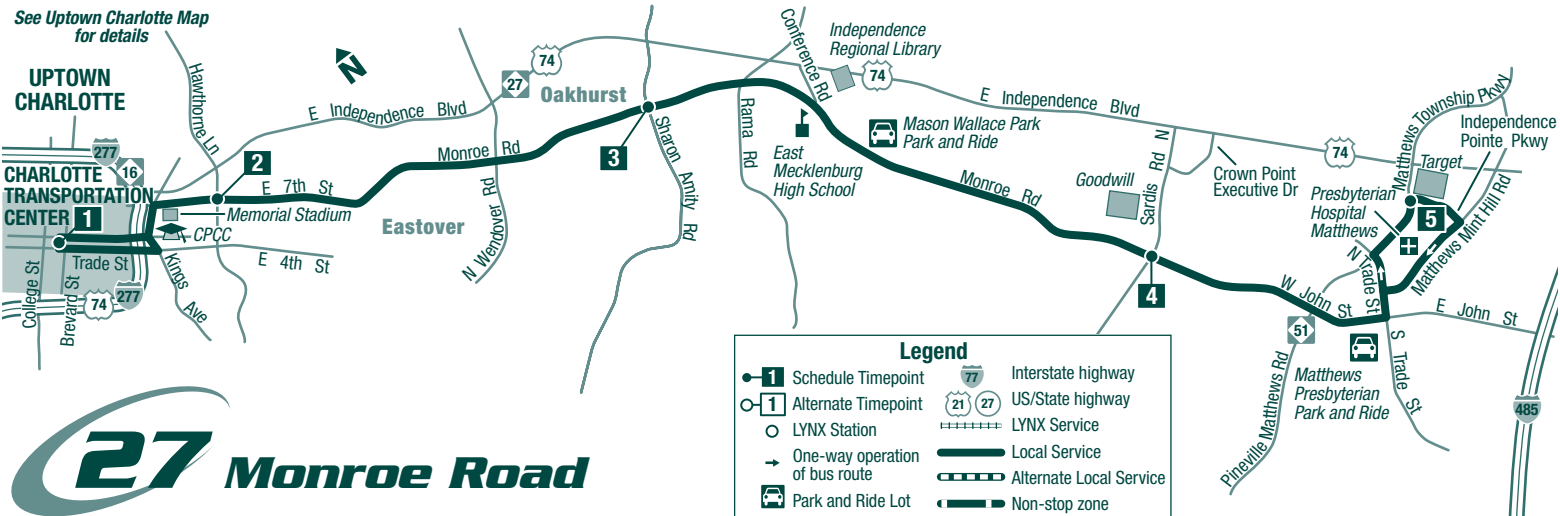 See Uptown Charlotte Map
for details
UPTOWN
CHARLOTTE
277
16
CHARLOTTE
TRANSPORTATION
CENTER
1
Hawthorne Ln
2
E 7th St
Memorial Stadium
CPCC
Trade St
E 4th St
Kings Ave
College St
Brevard St
74
277
N
E Independence Blvd
27
74
Oakhurst
Monroe Rd
Eastover
N Wendover Rd
3
Sharon Amity Rd
Rama Rd
Conference Rd
Independence
Regional Library
74
East
Mecklenburg
High School
Mason Wallace Park
Park and Ride
E Independence Blvd
Monroe Rd
Goodwill
Sardis Rd N
Crown Point
Executive Dr
4
74
Matthews Township Pkwy
Independence
Pointe Pkwy
Target
Presbyterian
Hospital
Matthews
5
Matthews Mint Hill Rd
N Trade St
W John St
E John St
51
S Trade St
Matthews
Presbyterian
Park and Ride
Pineville Matthews Rd
485
Legend
1 Schedule Timepoint
1 Alternate Timepoint
LYNX Station
One-way operation
of bus route
Park and Ride Lot
77 Interstate highway
21 27 US/State highway
LYNX Service
Local Service
Alternate Local Service
Non-stop zone
27 Monroe Road